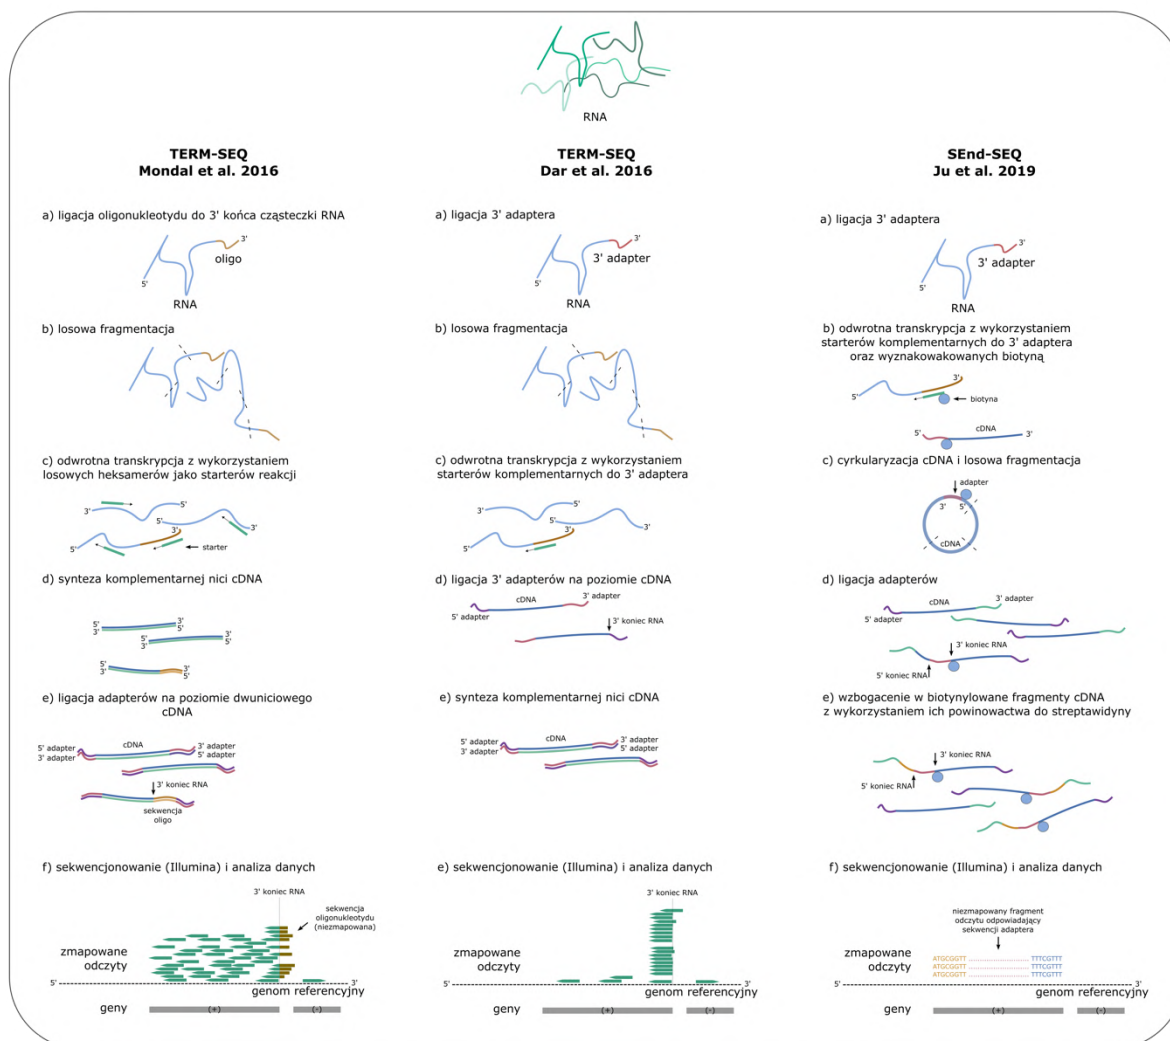 RNA
TERM-SEQ
Mondal et al. 2016
a) ligacja oligonukleotydu do 3' końca cząsteczki RNA
3'
oligo
5'
RNA
b) losowa fragmentacja
c) odwrotna transkrypcja z wykorzystaniem
losowych heksamerów jako starterów reakcji
3'
5'
5'
3'
3'
5'
starter
d) synteza komplementarnej nici cDNA
5'
3'
3'
5'
5'
3'
3'
5'
5'
3'
3'
5'
e) ligacja adapterów na poziomie dwuniciowego
cDNA
5' adapter
3' adapter
cDNA
3' adapter
5' adapter
3' koniec RNA
sekwencja
oligo
f) sekwencjonowanie (Illumina) i analiza danych
3' koniec RNA
sekwencja
oligonukleotydu
(niezmapowana)
zmapowane
odczyty
5'
3'
genom referencyjny
geny
(+)
(-)
TERM-SEQ
Dar et al. 2016
a) ligacja 3' adaptera
3'
3' adapter
5'
RNA
b) losowa fragmentacja
c) odwrotna transkrypcja z wykorzystaniem
starterów komplementarnych do 3' adaptera
3'
5'
5'
3'
3'
5'
d) ligacja 3' adapterów na poziomie cDNA
cDNA
3' adapter
5' adapter
3' koniec RNA
e) synteza komplementarnej nici cDNA
5' adapter
3' adapter
cDNA
3' adapter
5' adapter
e) sekwencjonowanie (Illumina) i analiza danych
3' koniec RNA
zmapowane
odczyty
5'
3'
genom referencyjny
geny
(+)
(-)
SEnd-SEQ
Ju et al. 2019
a) ligacja 3' adaptera
3'
3' adapter
5'
RNA
b) odwrotna transkrypcja z wykorzystaniem
starterów komplementarnych do 3' adaptera
oraz wyznakowakowanych biotyną
3'
5'
biotyna
5'
cDNA
3'
c) cyrkularyzacja cDNA i losowa fragmentacja
adapter
3'
5'
cDNA
d) ligacja adapterów
cDNA
3' adapter
5' adapter
3' koniec RNA
5' koniec RNA
e) wzbogacenie w biotynylowane fragmenty cDNA
z wykorzystaniem ich powinowactwa do streptawidyny
3' koniec RNA
5' koniec RNA
f) sekwencjonowanie (Illumina) i analiza danych
niezmapowany fragment
odczytu odpowiadający
sekwencji adaptera
zmapowane
odczyty
ATGCGGTT TTTCGTTT
ATGCGGTT TTTCGTTT
ATGCGGTT TTTCGTTT
5'
3'
genom referencyjny
geny
(+)
(-)